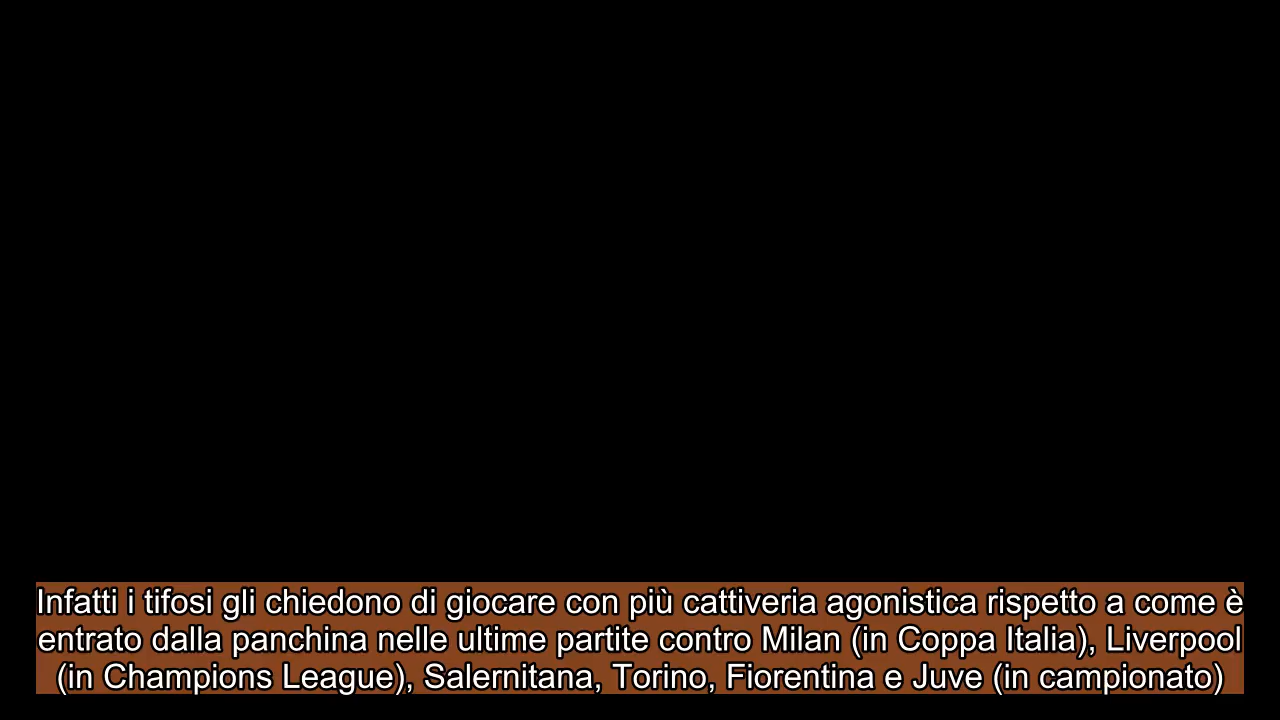 Infatti i tifosi gli chiedono di giocare con più cattiveria agonistica rispetto a come è
entrato dalla panchina nelle ultime partite contro Milan (in Coppa Italia), Liverpool
(in Champions League), Salernitana, Torino, Fiorentina e Juve (in campionato)